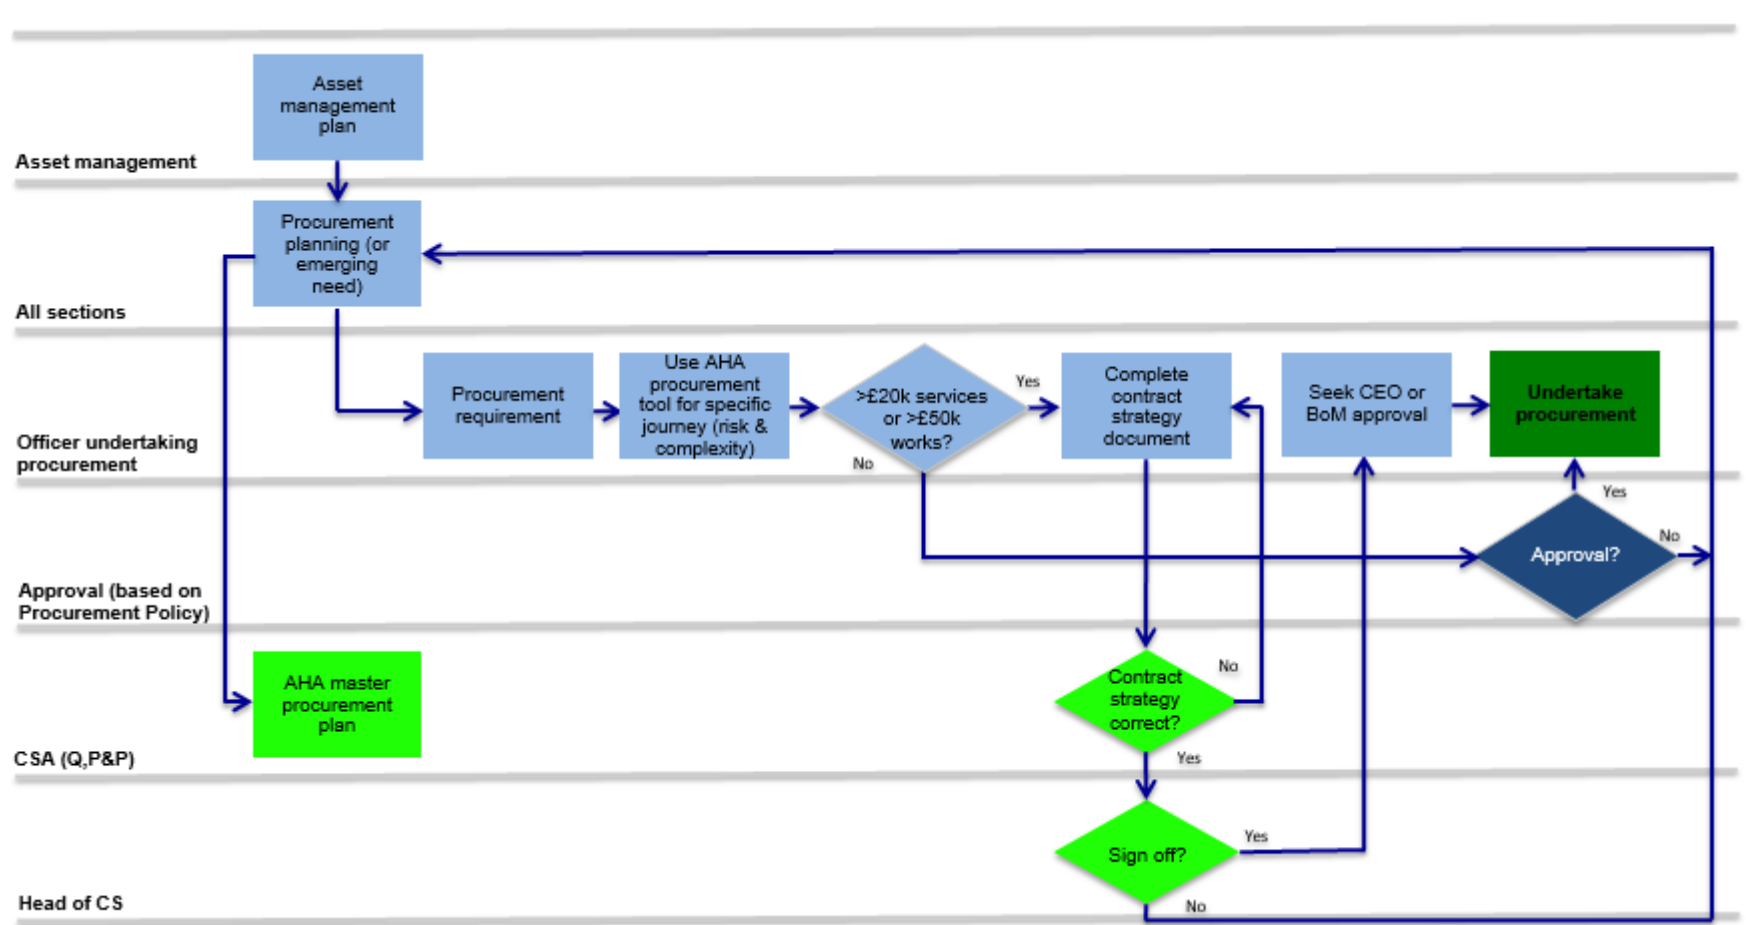 Asset
management
plan
Asset management
Procurement
planning (or
emerging
need)
All sections
Procurement
requirement
Use AHA
procurement
tool for specific
journey (risk &
complexity)
>£20k services
or >£50k
works?
Yes
No
Complete
contract
strategy
document
Seek CEO or
BoM approval
Undertake
procurement
Officer undertaking
procurement
Yes
Approval?
No
Approval (based on
Procurement Policy)
AHA master
procurement
plan
Contract
strategy
correct?
No
Yes
CSA (Q,P&P)
Sign off?
Yes
No
Head of CS